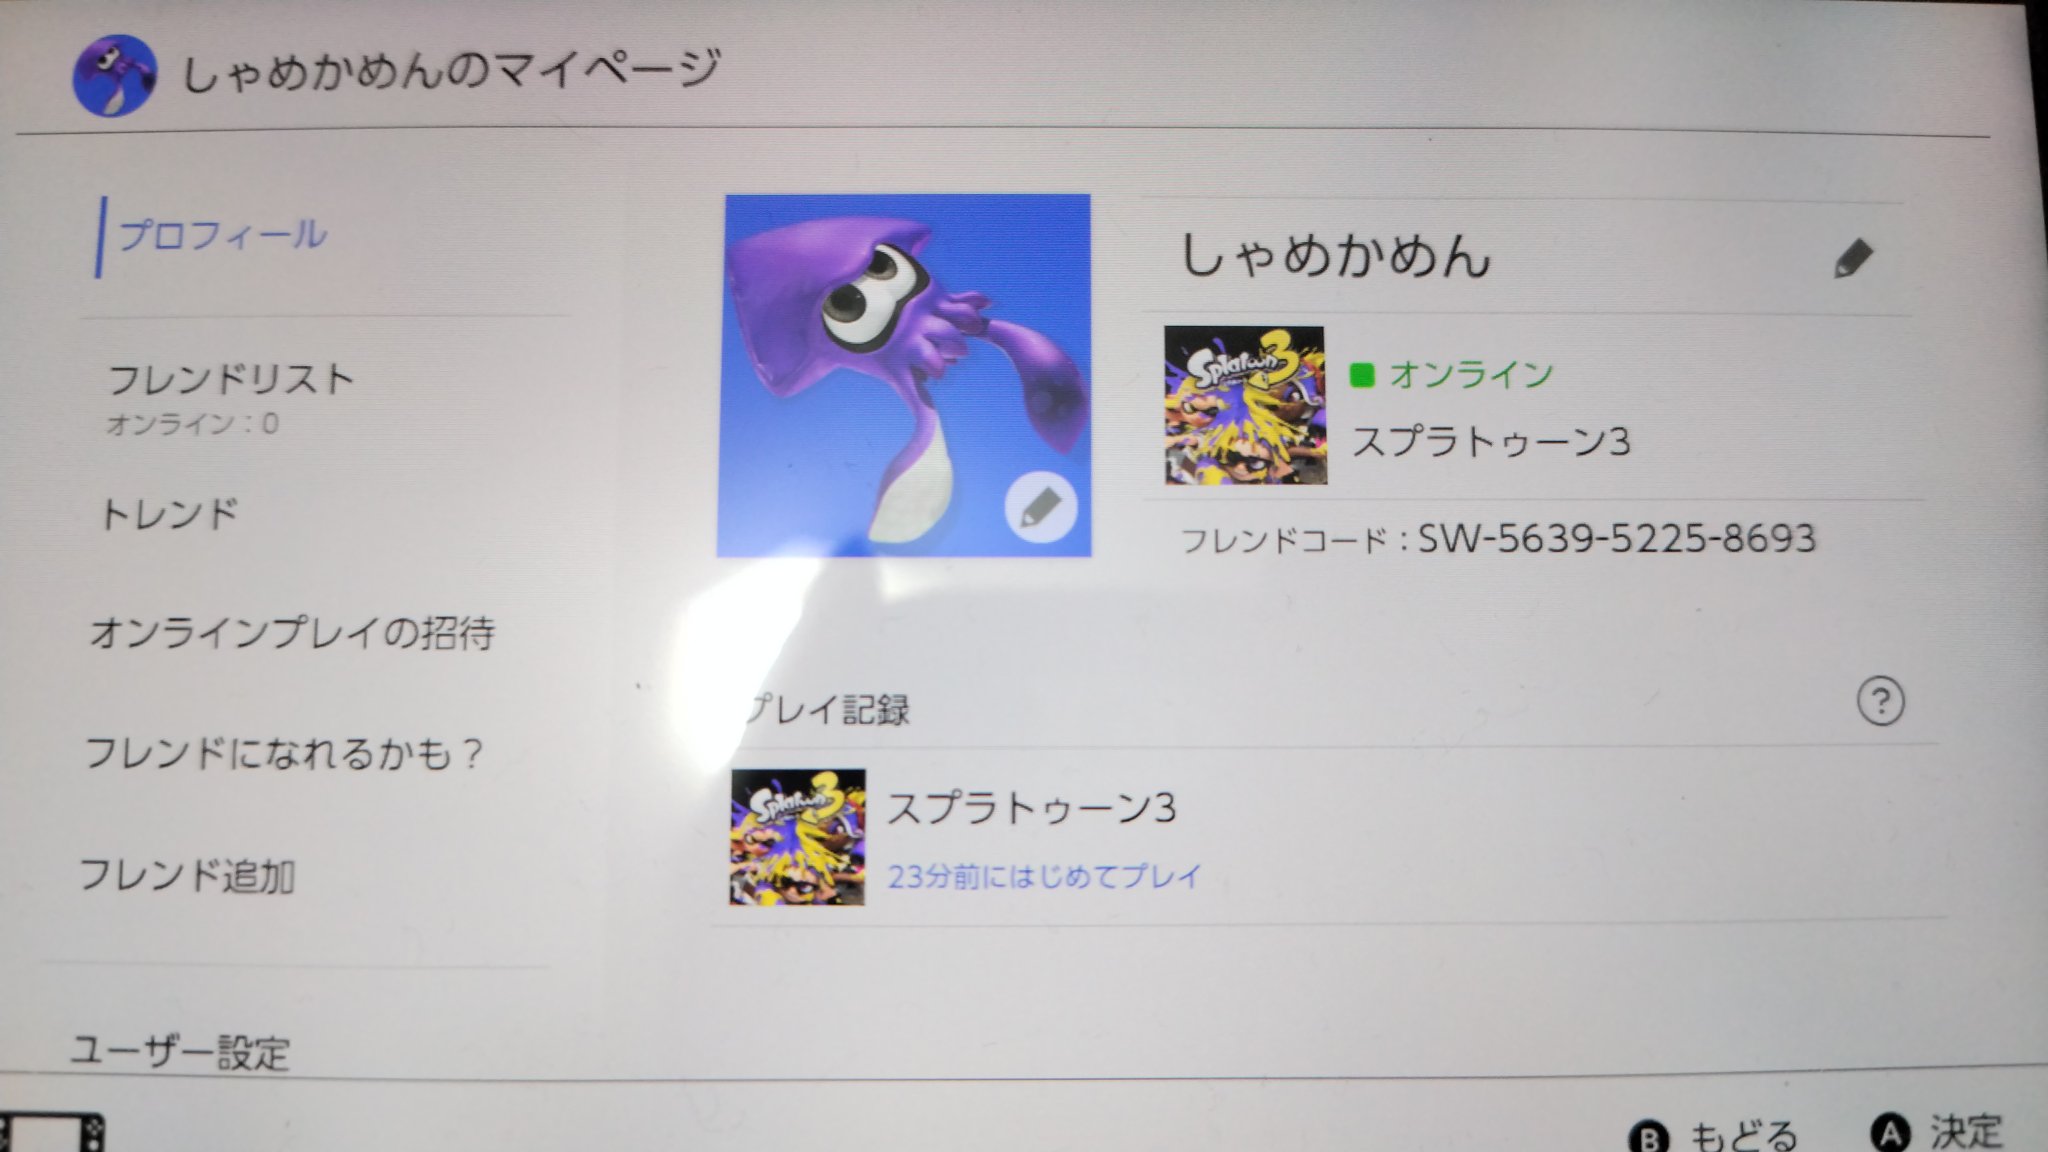 しゃめかめんのマイページ
プロフィール
フレンドリスト
オンライン：0
トレンド
オンラインプレイの招待
フレンドになれるかも？
フレンド追加
ユーザー設定
しゃめかめん
Splatoon 3
オンライン
スプラトゥーン3
フレンドコード：SW-5639-5225-8693
プレイ記録
?
Splatoon 3
スプラトゥーン3
23分前にはじめてプレイ
B もどる
A 決定